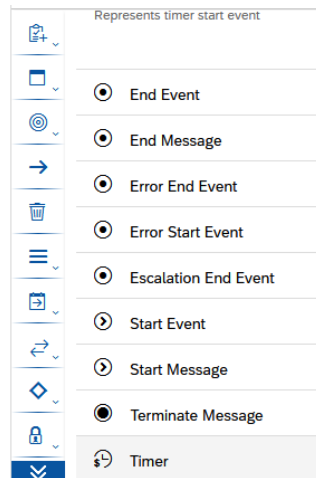 Represents timer start event
End Event
End Message
Error End Event
Error Start Event
Escalation End Event
Start Event
Start Message
Terminate Message
Timer